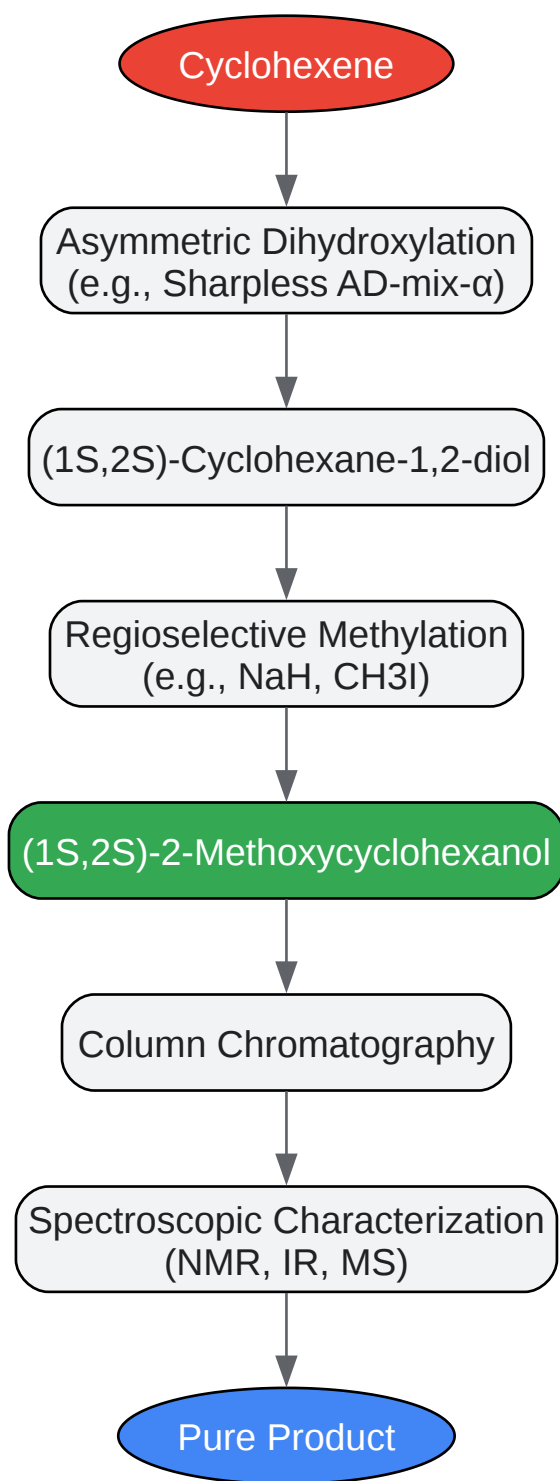 Cyclohexene
Asymmetric Dihydroxylation
(e.g., Sharpless AD-mix-α)
(1S,2S)-Cyclohexane-1,2-diol
Regioselective Methylation
(e.g., NaH, CH3I)
(1S,2S)-2-Methoxycyclohexanol
Column Chromatography
Spectroscopic Characterization
(NMR, IR, MS)
Pure Product